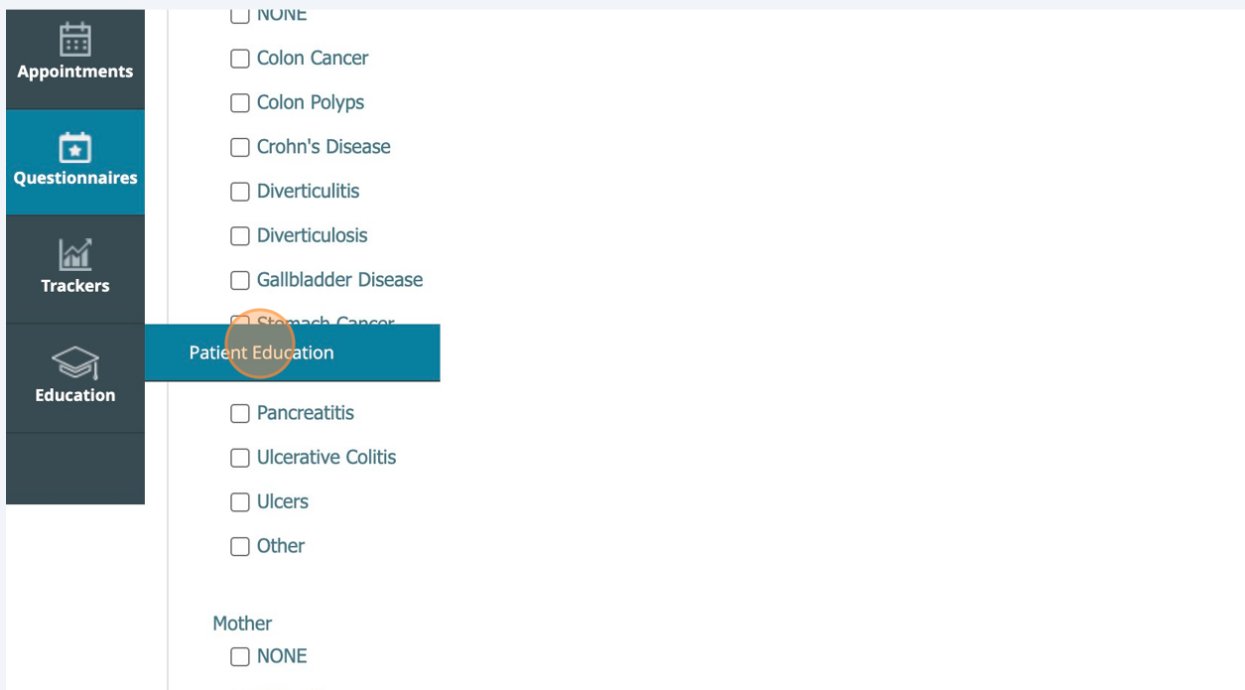 Appointments
Questionnaires
Trackers
Education
NONE
Colon Cancer
Colon Polyps
Crohn's Disease
Diverticulitis
Diverticulosis
Gallbladder Disease
Stomach Cancer
Patient Education
Pancreatitis
Ulcerative Colitis
Ulcers
Other
Mother
NONE